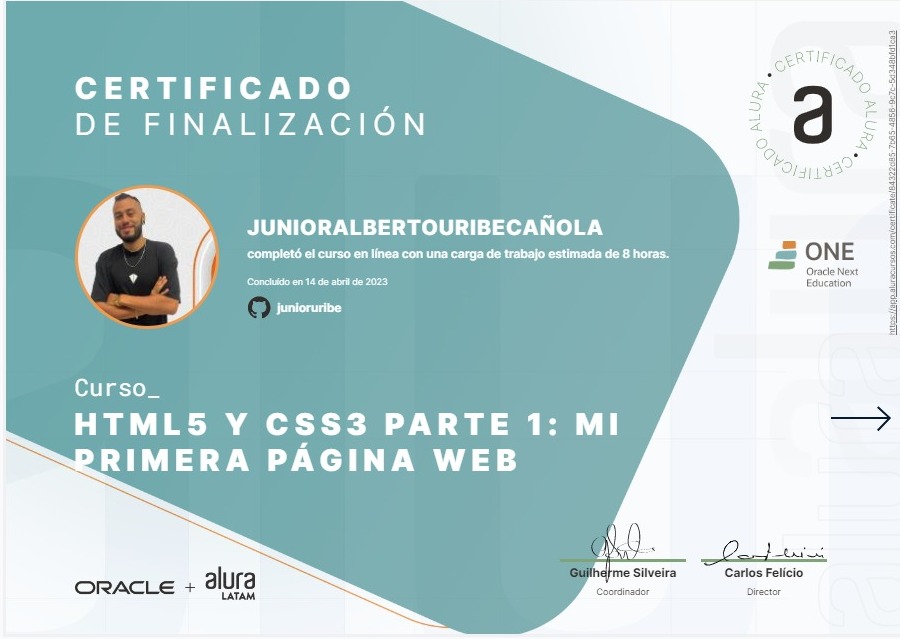 CERTIFICADO
DE FINALIZACIÓN
JUNIORALBERTOURIBECAÑOLA
completó el curso en línea con una carga de trabajo estimada de 8 horas.
Concluido en 14 de abril de 2023
junioruribe
Curso_
HTML5 Y CSS3 PARTE 1: MI
PRIMERA PÁGINA WEB
ORACLE + alura
LATAM
Guilherme Silveira
Coordinador
Carlos Felício
Director
CERTIFICADO ALURA • CERTIFICADO ALURA •
a
ONE
Oracle Next
Education